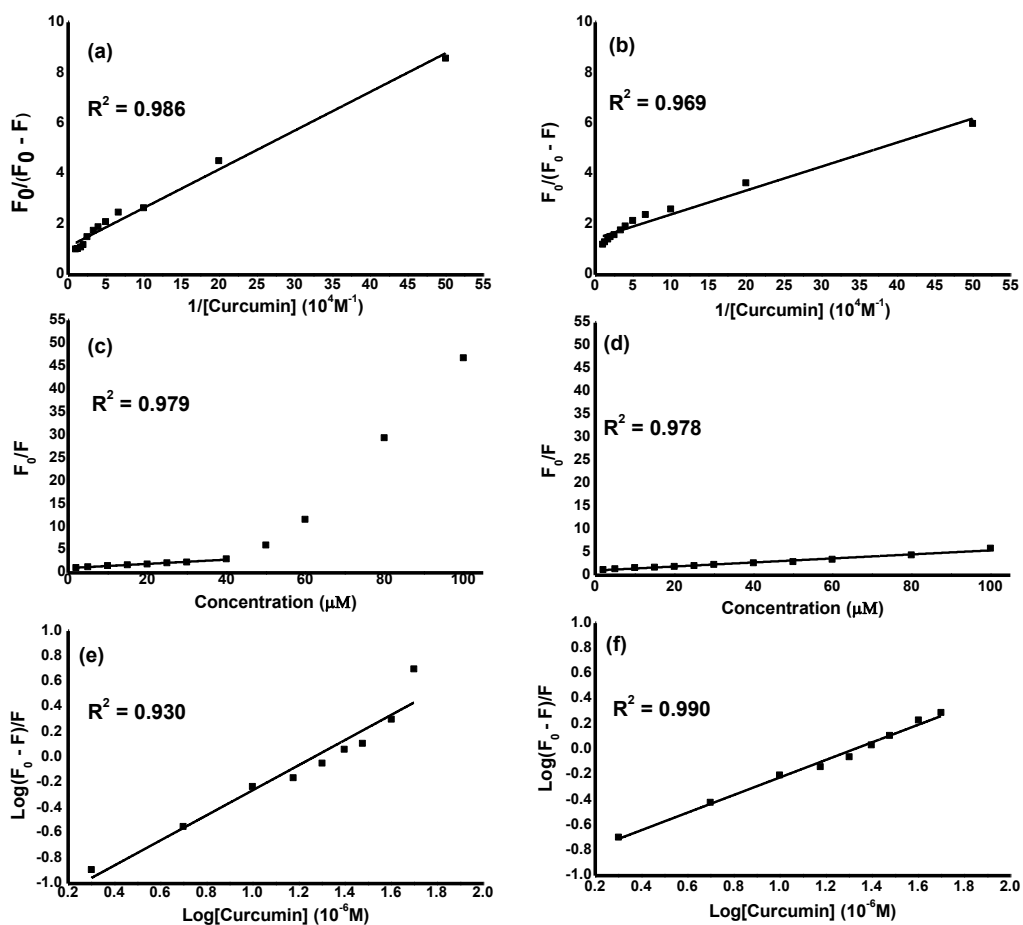 (a)
R² = 0.986
F₀/(F₀ - F)
10
8
6
4
2
0
0 5 10 15 20 25 30 35 40 45 50 55
1/[Curcumin] (10⁴M⁻¹)
(b)
R² = 0.969
F₀/(F₀ - F)
10
8
6
4
2
0
0 5 10 15 20 25 30 35 40 45 50 55
1/[Curcumin] (10⁴M⁻¹)
(c)
R² = 0.979
F₀/F
55
50
45
40
35
30
25
20
15
10
5
0
0 20 40 60 80 100
Concentration (μM)
(d)
R² = 0.978
F₀/F
55
50
45
40
35
30
25
20
15
10
5
0
0 20 40 60 80 100
Concentration (μM)
(e)
R² = 0.930
Log(F₀ - F)/F
1.0
0.8
0.6
0.4
0.2
0.0
-0.2
-0.4
-0.6
-0.8
-1.0
0.2 0.4 0.6 0.8 1.0 1.2 1.4 1.6 1.8 2.0
Log[Curcumin] (10⁻⁶M)
(f)
R² = 0.990
Log(F₀ - F)/F
1.0
0.8
0.6
0.4
0.2
0.0
-0.2
-0.4
-0.6
-0.8
-1.0
0.2 0.4 0.6 0.8 1.0 1.2 1.4 1.6 1.8 2.0
Log[Curcumin] (10⁻⁶M)